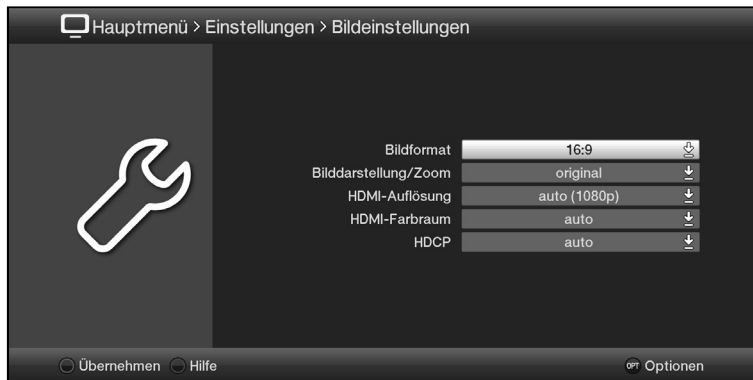 Hauptmenü > Einstellungen > Bildeinstellungen
Bildformat 16:9
Bilddarstellung/Zoom original
HDMI-Auflösung auto (1080p)
HDMI-Farbraum auto
HDCP auto
Übernehmen Hilfe OPT Optionen